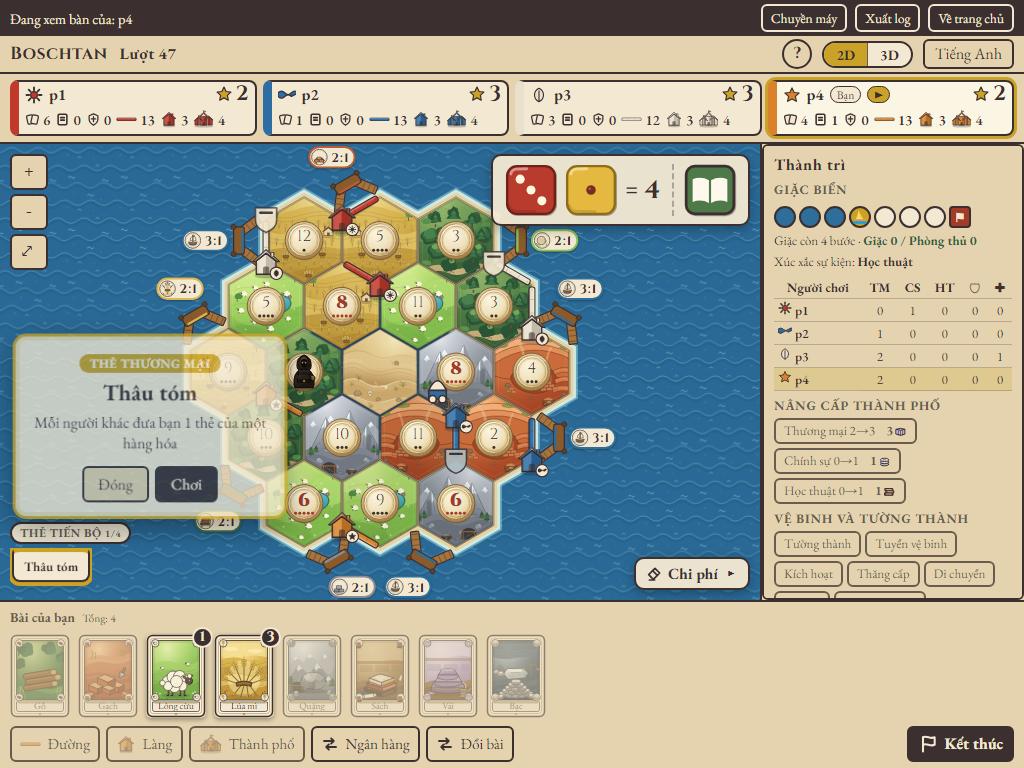 Đang xem bàn của: p4
Chuyền máy
Xuất log
Về trang chủ
BOSCHTAN Lượt 47
?
2D
3D
Tiếng Anh
p1
2
6 0 0 13 3 4
p2
3
1 0 0 13 3 4
p3
3
3 0 0 12 3 4
p4 Bạn
2
4 1 0 13 3 4
+
-
2:1
= 4
12 5 3
3:1
2:1
2:1
3:1
5 8 11 3
9 8 4
10 10 11 2
3:1
6 9 6
2:1
2:1
3:1
THẺ THƯƠNG MẠI
Thâu tóm
Mỗi người khác đưa bạn 1 thẻ của một
hàng hóa
Đóng
Chơi
THẺ TIẾN BỘ 1/4
Thâu tóm
Chi phí
Thành trì
GIẶC BIỂN
Giặc còn 4 bước · Giặc 0 / Phòng thủ 0
Xúc xắc sự kiện: Học thuật
Người chơi TM CS HT
p1 0 1 0 0 0
p2 1 0 0 0 0
p3 2 0 0 0 1
p4 2 0 0 0 0
NÂNG CẤP THÀNH PHỐ
Thương mại 2→3 3
Chính sự 0→1 1
Học thuật 0→1 1
VỆ BINH VÀ TƯỜNG THÀNH
Tường thành
Tuyển vệ binh
Kích hoạt
Thăng cấp
Di chuyển
Bài của bạn Tổng: 4
1
3
Gỗ
Gạch
Lông cừu
Lúa mì
Quặng
Sách
Vải
Bạc
Đường
Làng
Thành phố
Ngân hàng
Đổi bài
Kết thúc